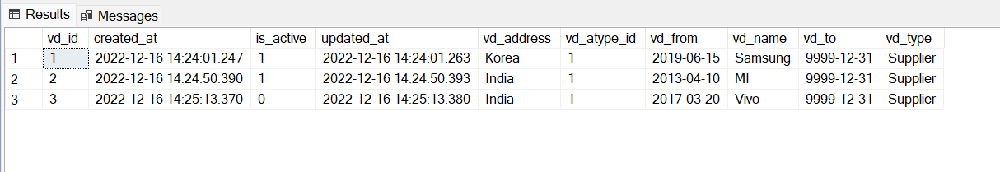 Results Messages
vd_id created_at is_active updated_at vd_address vd_atype_id vd_from vd_name vd_to vd_type
1 1 2022-12-16 14:24:01.247 1 2022-12-16 14:24:01.263 Korea 1 2019-06-15 Samsung 9999-12-31 Supplier
2 2 2022-12-16 14:24:50.390 1 2022-12-16 14:24:50.393 India 1 2013-04-10 MI 9999-12-31 Supplier
3 3 2022-12-16 14:25:13.370 0 2022-12-16 14:25:13.380 India 1 2017-03-20 Vivo 9999-12-31 Supplier